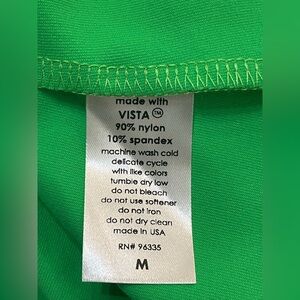 made with
VISTA™
90% nylon
10% spandex
machine wash cold
delicate cycle
with like colors
tumble dry low
do not bleach
do not use softener
do not iron
do not dry clean
made in USA
RN# 96335
M